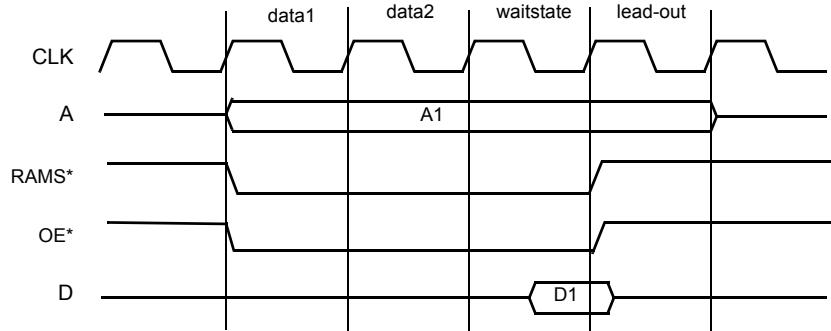 data1 data2 waitstate lead-out
CLK
A A1
RAMS*
OE*
D D1